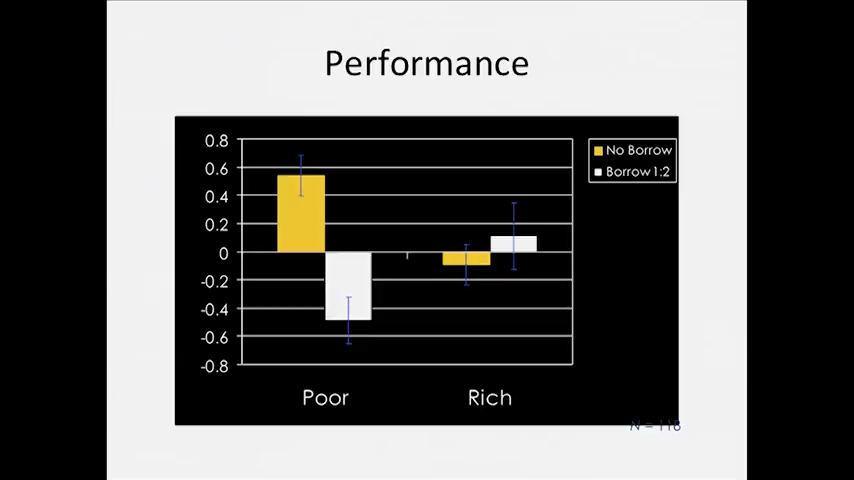 Performance
0.8
0.6
0.4
0.2
0
-0.2
-0.4
-0.6
-0.8
No Borrow
Borrow 1:2
Poor Rich
N = 118